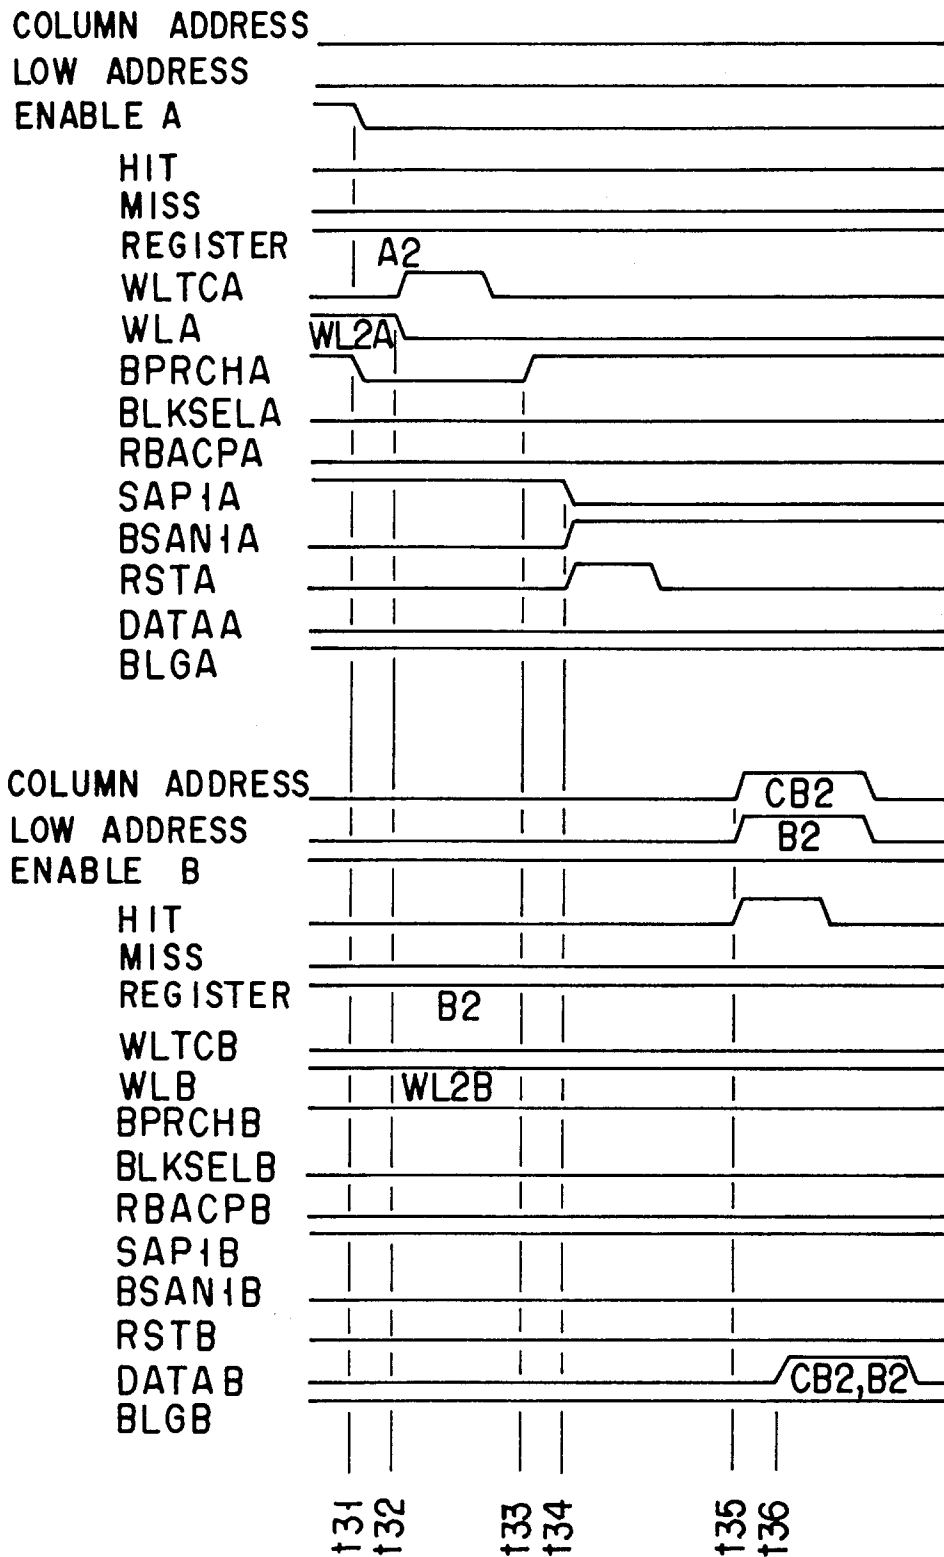 COLUMN ADDRESS
LOW ADDRESS
ENABLE A
HIT
MISS
REGISTER A2
WLTCA
WLA WL2A
BPRCHA
BLKSELA
RBACPA
SAP1A
BSAN1A
RSTA
DATAA
BLGA
COLUMN ADDRESS CB2
LOW ADDRESS B2
ENABLE B
HIT
MISS
REGISTER B2
WLTCB
WLB WL2B
BPRCHB
BLKSELB
RBACPB
SAP1B
BSAN1B
RSTB
DATAB CB2,B2
BLGB
t31 t32 t33 t34 t35 t36